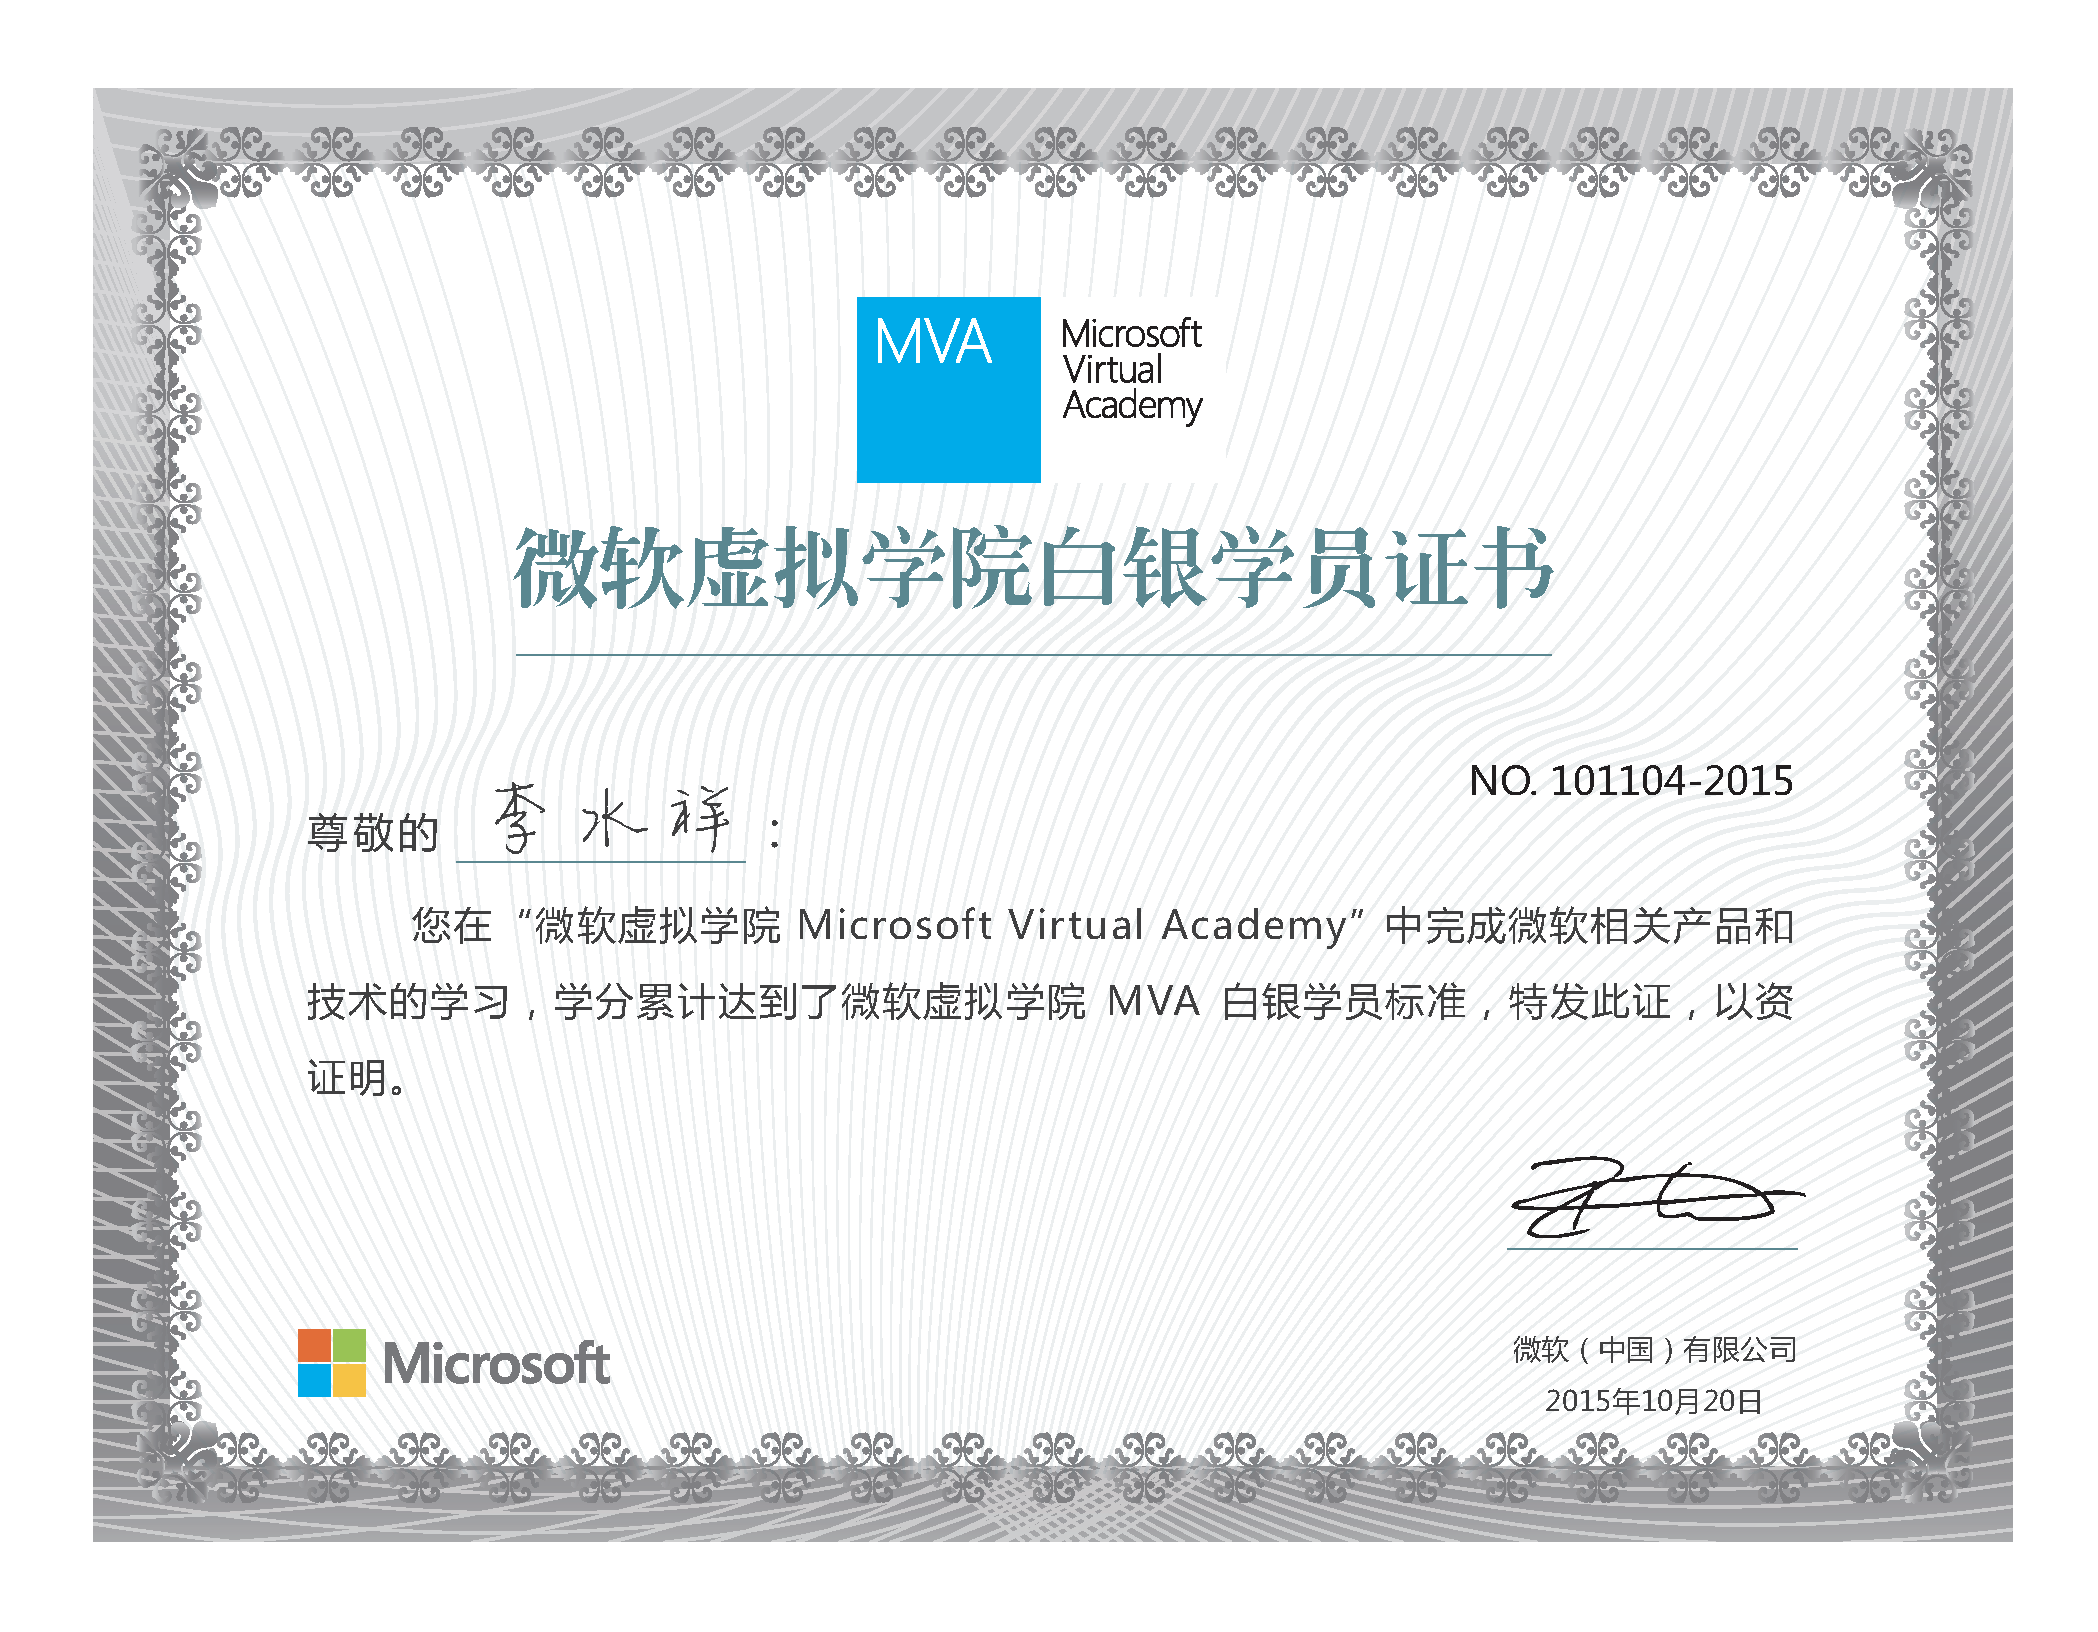 MVA
Microsoft
Virtual
Academy
微软虚拟学院白银学员证书
NO. 101104-2015
尊敬的 李水祥 :
您在“微软虚拟学院 Microsoft Virtual Academy”中完成微软相关产品和
技术的学习，学分累计达到了微软虚拟学院 MVA 白银学员标准，特发此证，以资
证明。
Microsoft
微软（中国）有限公司
2015年10月20日